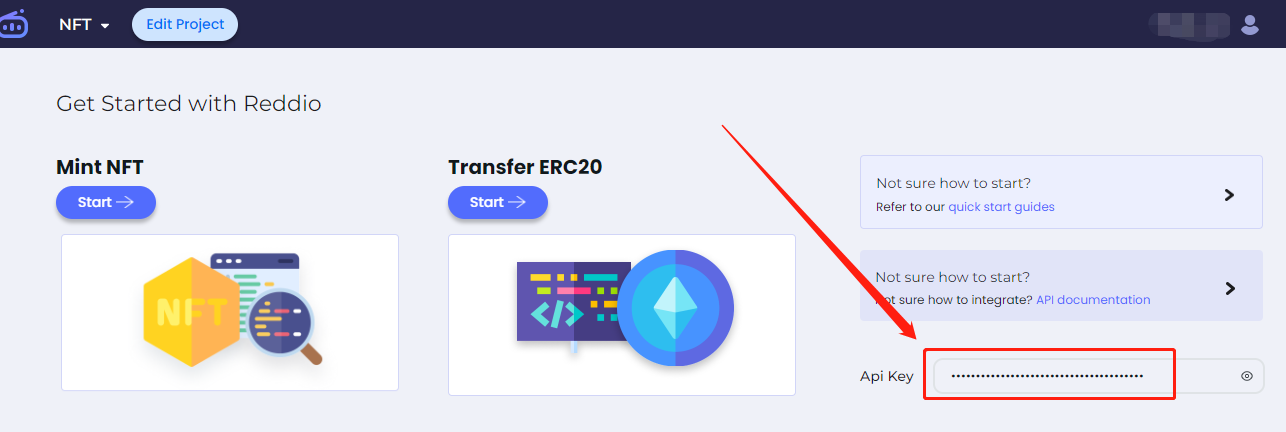 NFT
Edit Project
Get Started with Reddio
Mint NFT
Start
Transfer ERC20
Start
NFT
</>
Not sure how to start?
Refer to our quick start guides
Not sure how to start?
Not sure how to integrate? API documentation
Api Key